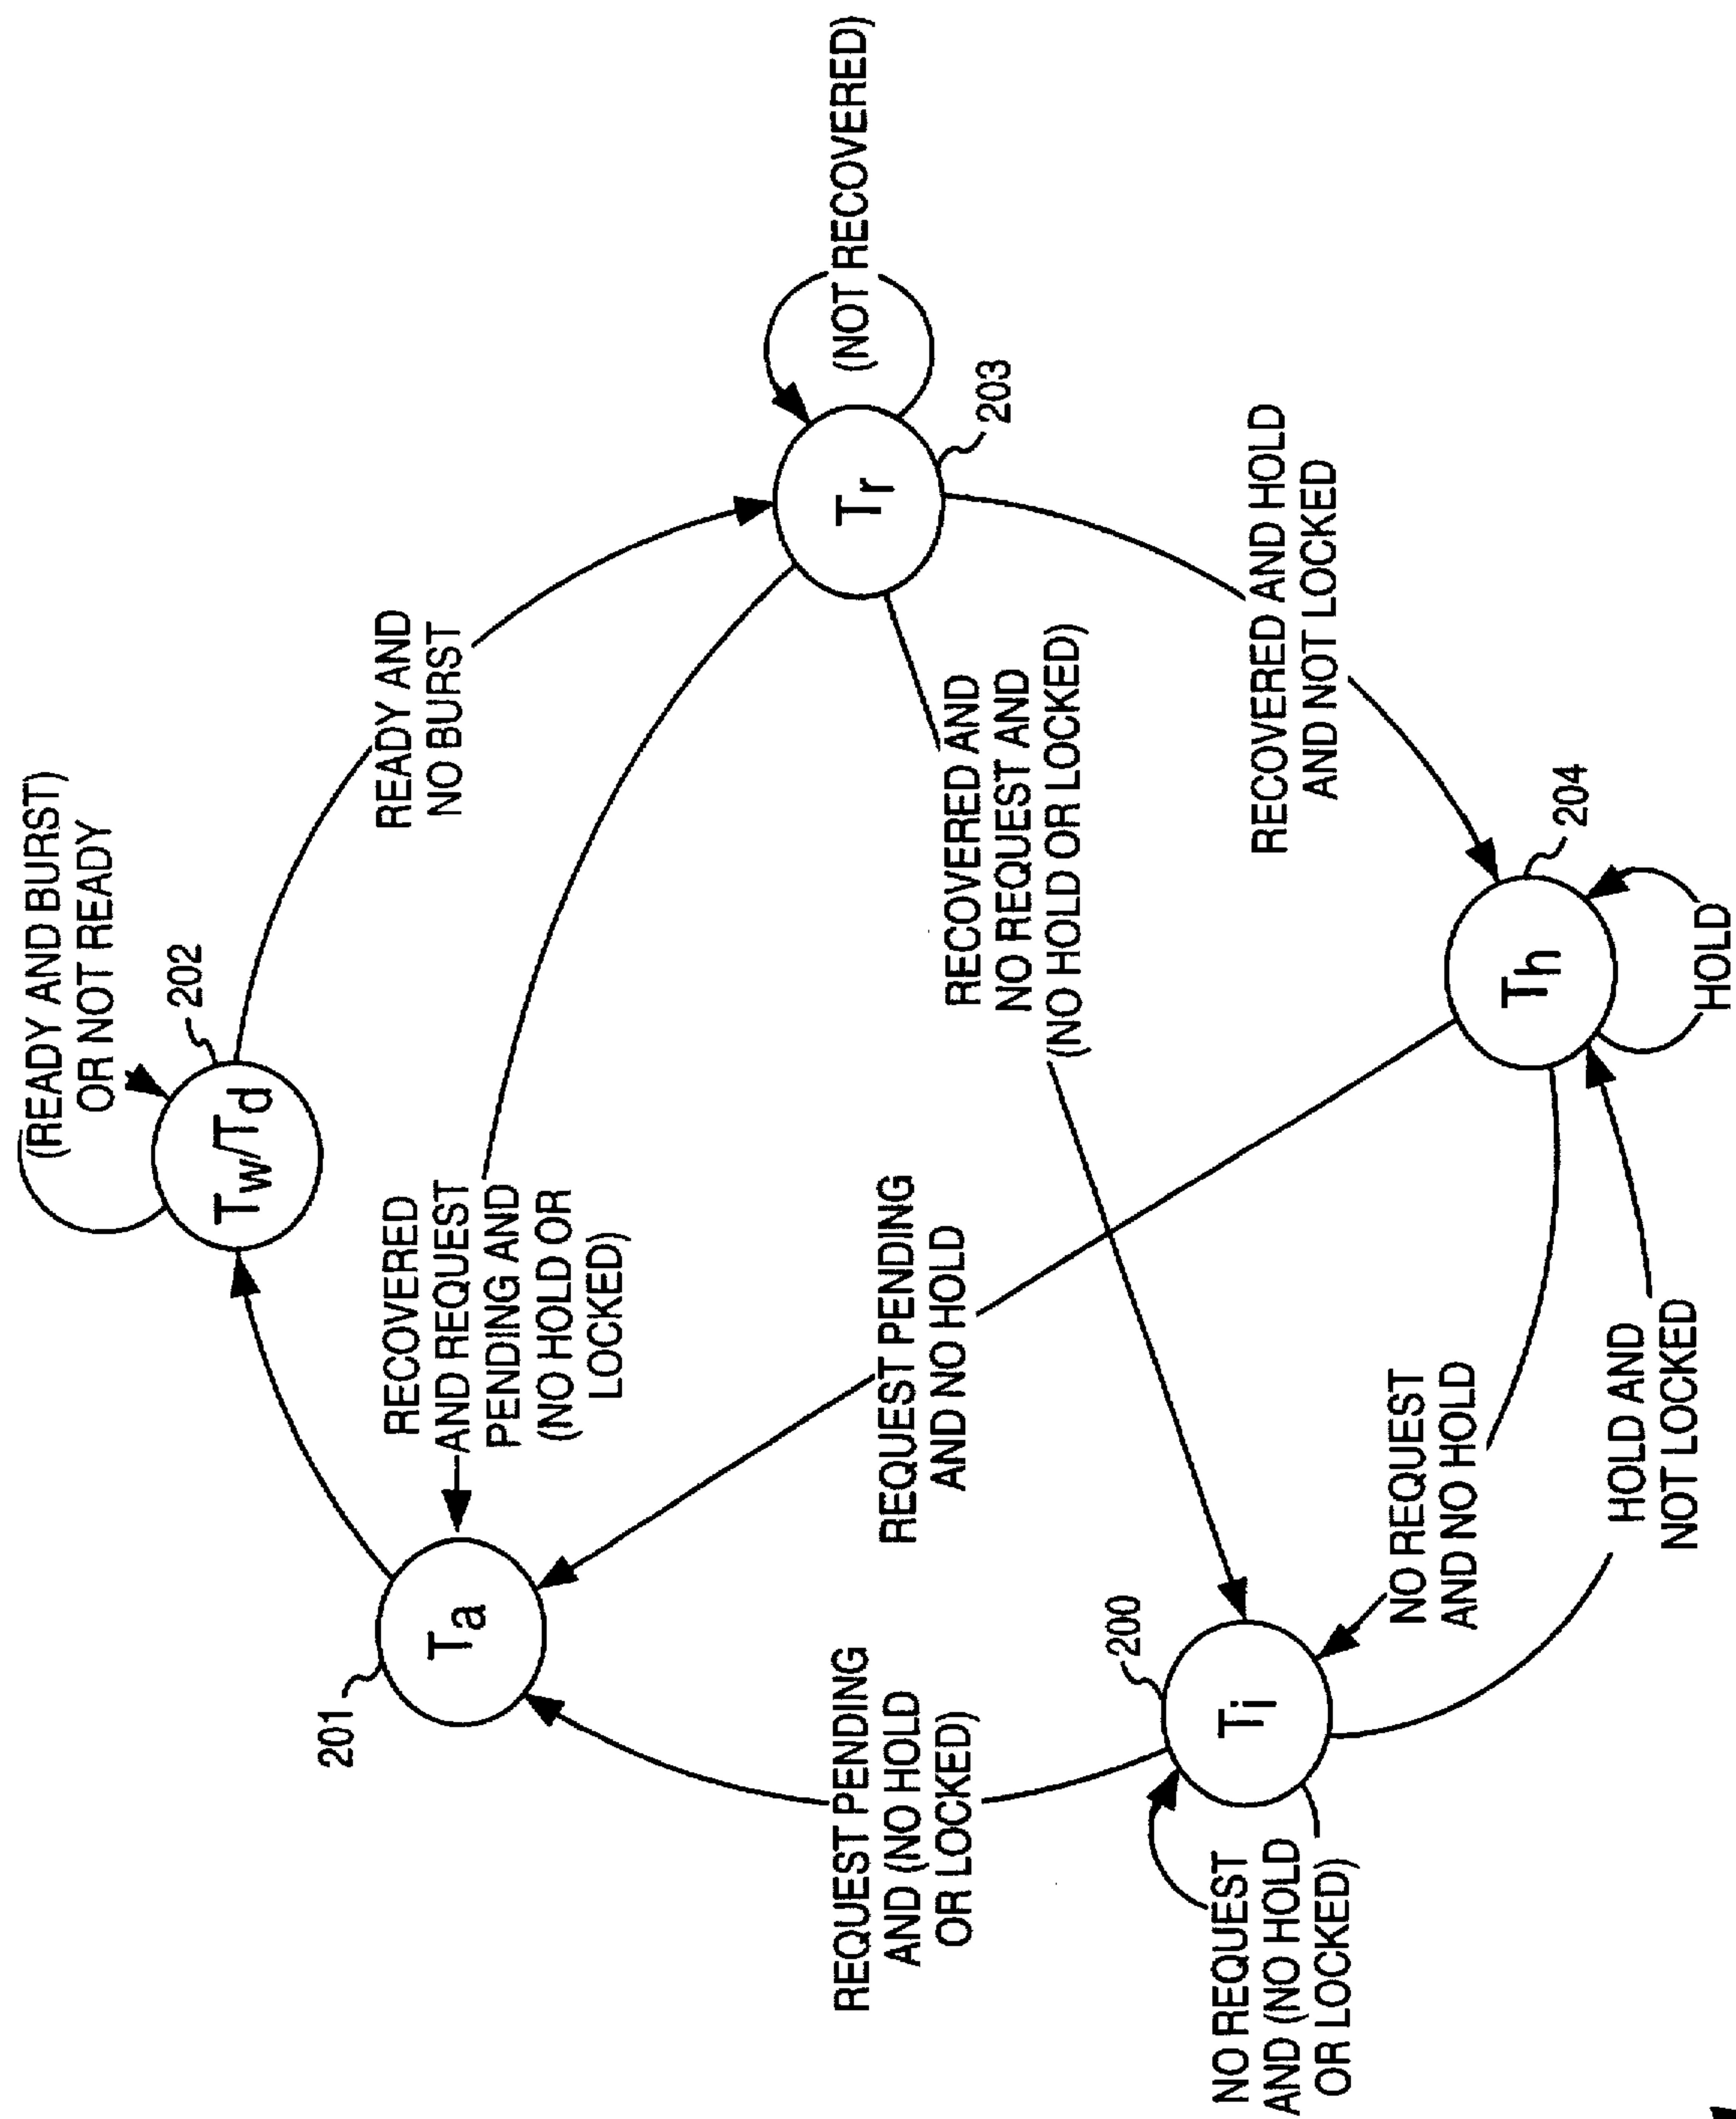 (READY AND BURST)
OR NOT READY
202
Tw/Td
READY AND
NO BURST
201
Ta
RECOVERED
AND REQUEST
PENDING AND
(NO HOLD OR
LOCKED)
Tr
(NOT RECOVERED)
203
REQUEST PENDING
AND (NO HOLD
OR LOCKED)
REQUEST PENDING
AND NO HOLD
RECOVERED AND
NO REQUEST AND
(NO HOLD OR LOCKED)
RECOVERED AND HOLD
AND NOT LOCKED
200
Ti
NO REQUEST
AND (NO HOLD
OR LOCKED)
NO REQUEST
AND NO HOLD
Th
204
HOLD AND
NOT LOCKED
HOLD